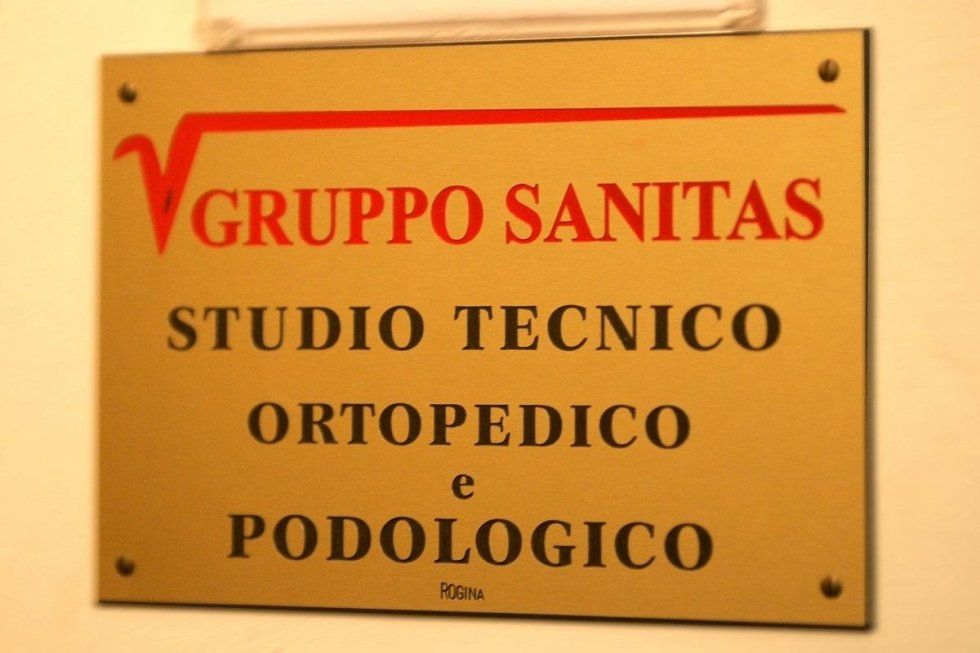 GRUPPO SANITAS
STUDIO TECNICO
ORTOPEDICO
e
PODOLOGICO
ROGINA